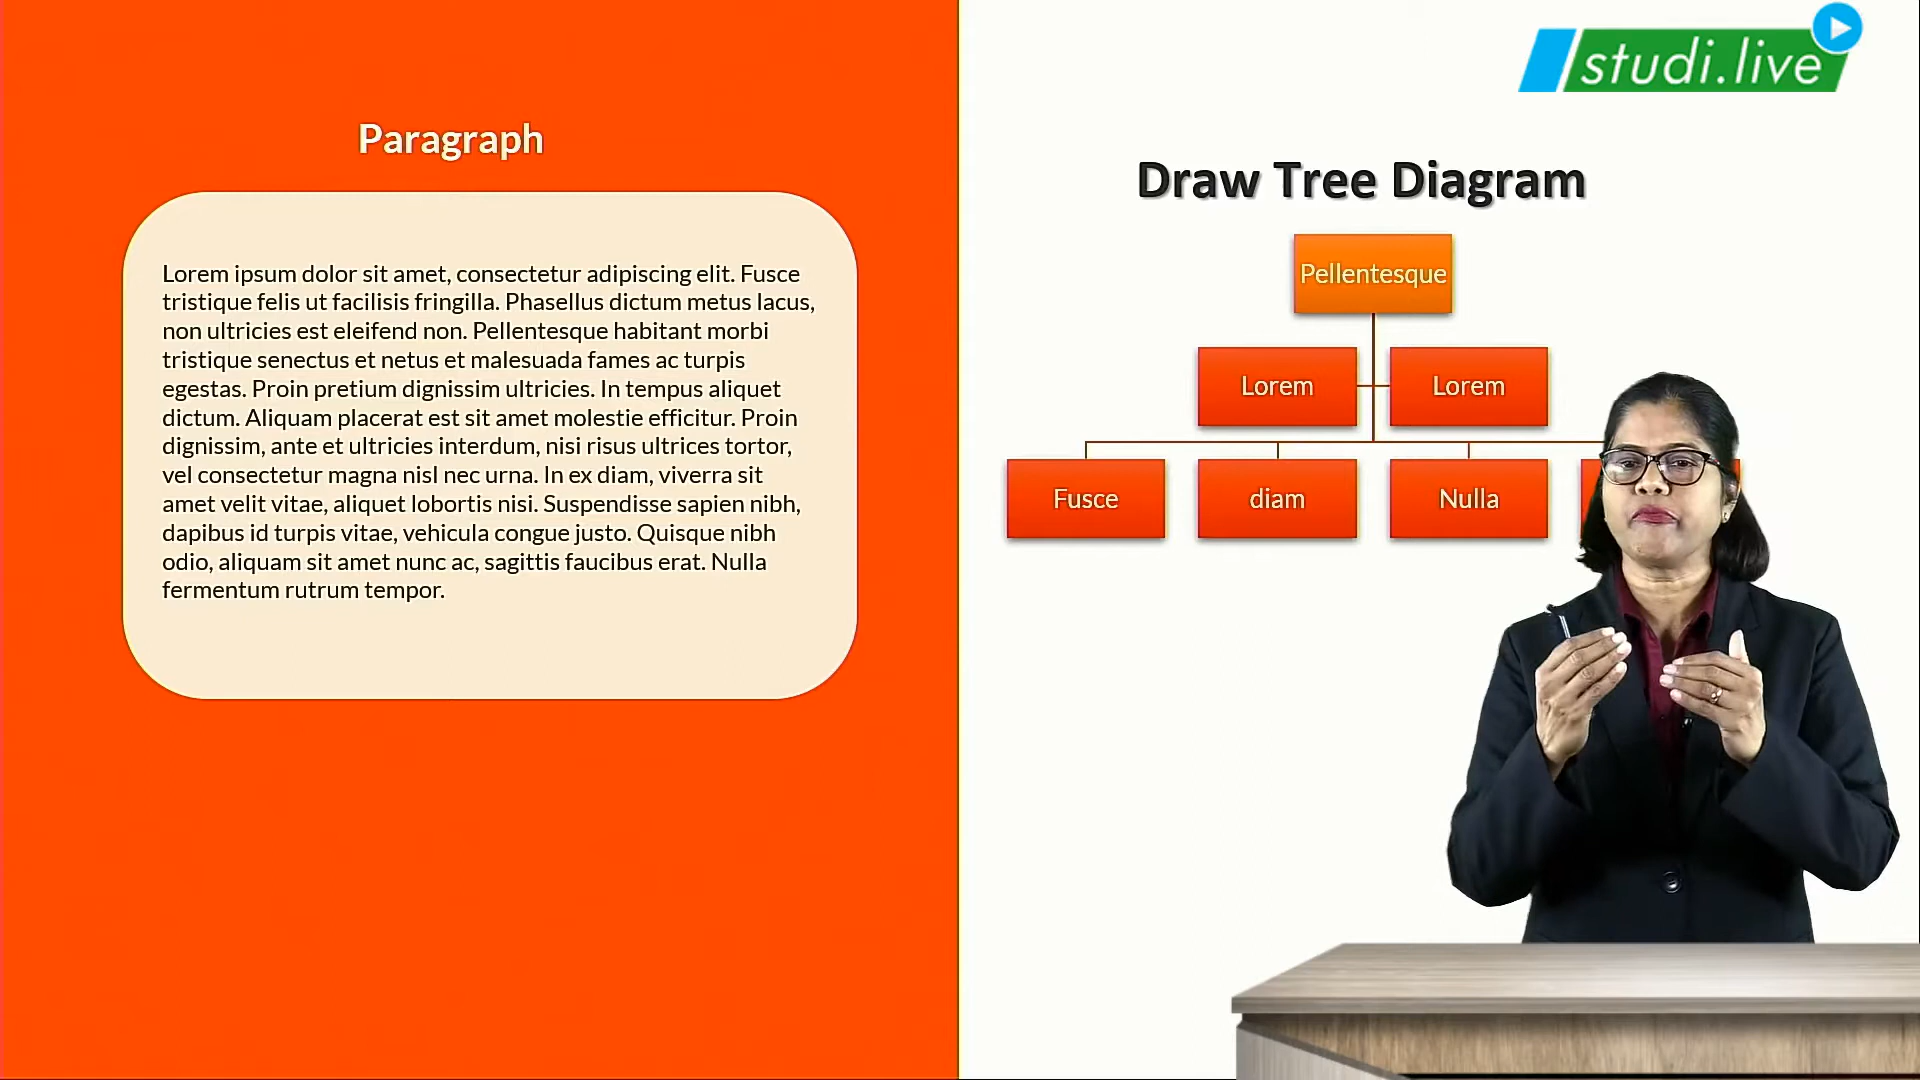 studi.live
Paragraph
Lorem ipsum dolor sit amet, consectetur adipiscing elit. Fusce
tristique felis ut facilisis fringilla. Phasellus dictum metus lacus,
non ultricies est eleifend non. Pellentesque habitant morbi
tristique senectus et netus et malesuada fames ac turpis
egestas. Proin pretium dignissim ultricies. In tempus aliquet
dictum. Aliquam placerat est sit amet molestie efficitur. Proin
dignissim, ante et ultricies interdum, nisi risus ultrices tortor,
vel consectetur magna nisl nec urna. In ex diam, viverra sit
amet velit vitae, aliquet lobortis nisi. Suspendisse sapien nibh,
dapibus id turpis vitae, vehicula congue justo. Quisque nibh
odio, aliquam sit amet nunc ac, sagittis faucibus erat. Nulla
fermentum rutrum tempor.
Draw Tree Diagram
Pellentesque
Lorem
Lorem
Fusce
diam
Nulla